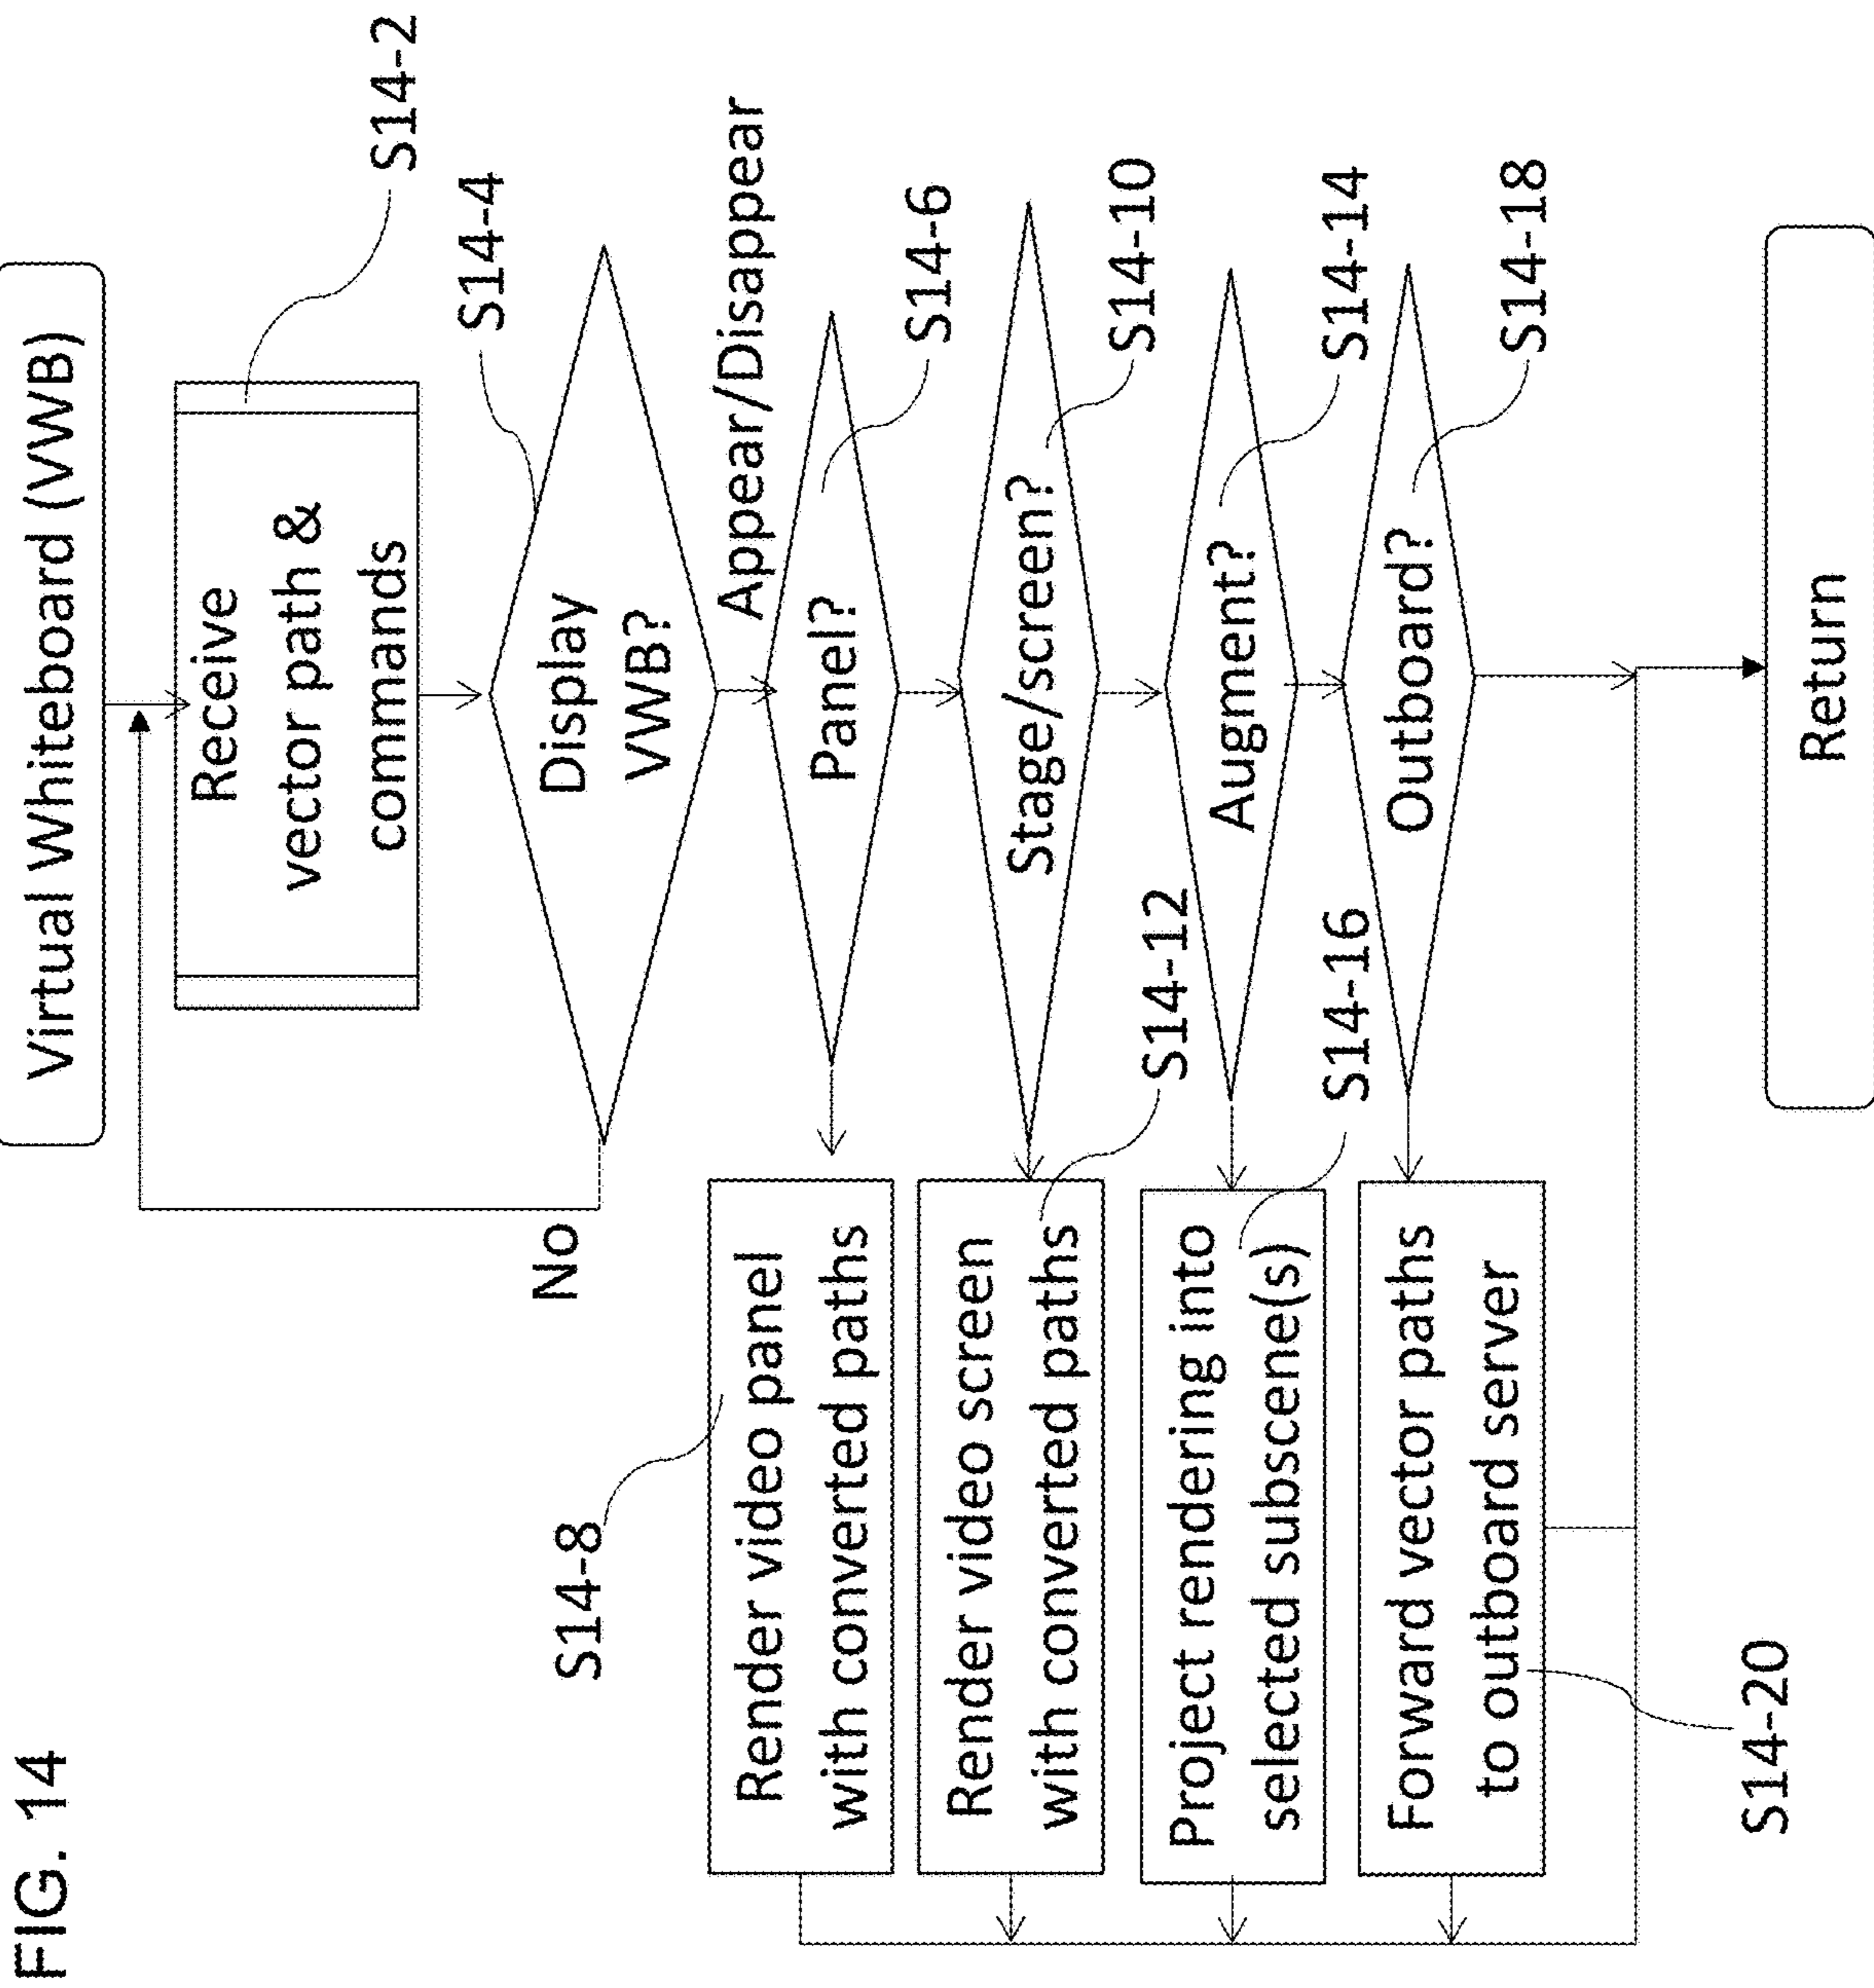 FIG. 14
Virtual Whiteboard (VWB)
Receive
vector path &
commands
S14-2
Display
VWB?
S14-4
No
Appear/Disappear
Panel?
S14-6
S14-8
Render video panel
with converted paths
Stage/screen?
S14-10
Render video screen
with converted paths
S14-12
Augment?
S14-14
Project rendering into
selected subscene(s)
S14-16
Outboard?
S14-18
Forward vector paths
to outboard server
S14-20
Return